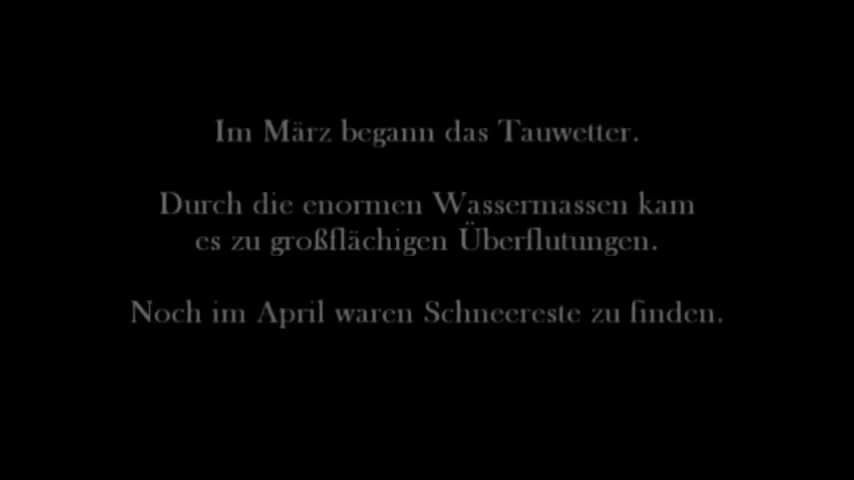 Im März begann das Tauwetter.
Durch die enormen Wassermassen kam
es zu großflächigen Überflutungen.
Noch im April waren Schneereste zu finden.